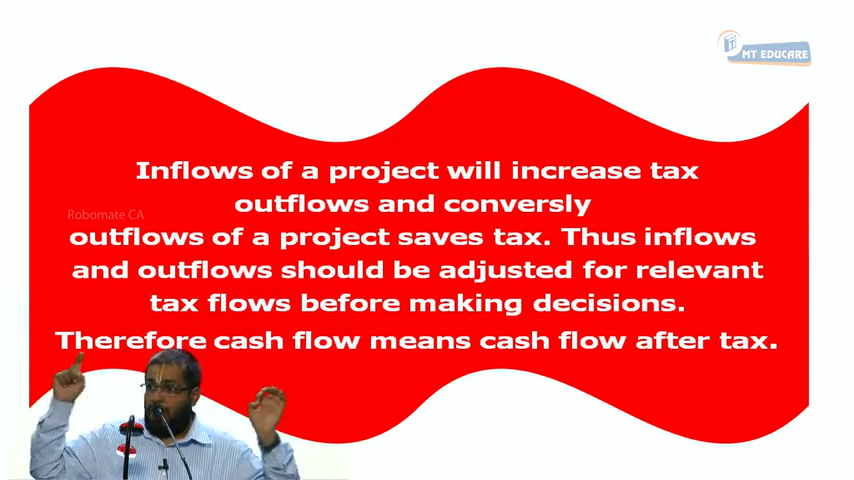 MT EDUCARE
Inflows of a project will increase tax
outflows and conversly
Robomate CA
outflows of a project saves tax. Thus inflows
and outflows should be adjusted for relevant
tax flows before making decisions.
Therefore cash flow means cash flow after tax.